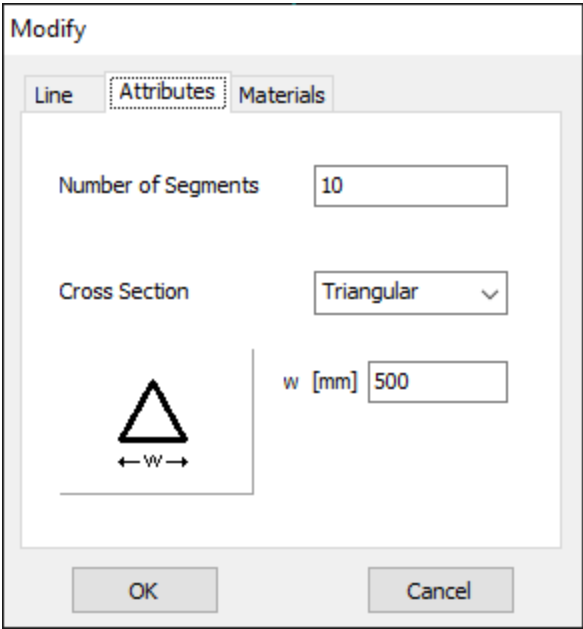 Modify
Line Attributes Materials
Number of Segments 10
Cross Section Triangular
w [mm] 500
w
OK Cancel